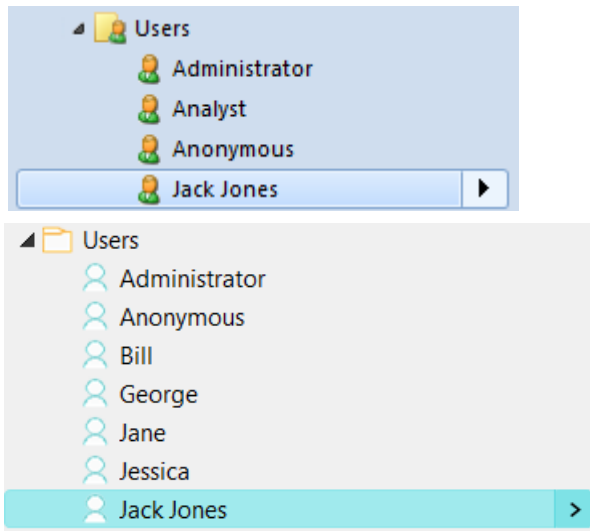 Users
Administrator
Analyst
Anonymous
Jack Jones
Users
Administrator
Anonymous
Bill
George
Jane
Jessica
Jack Jones